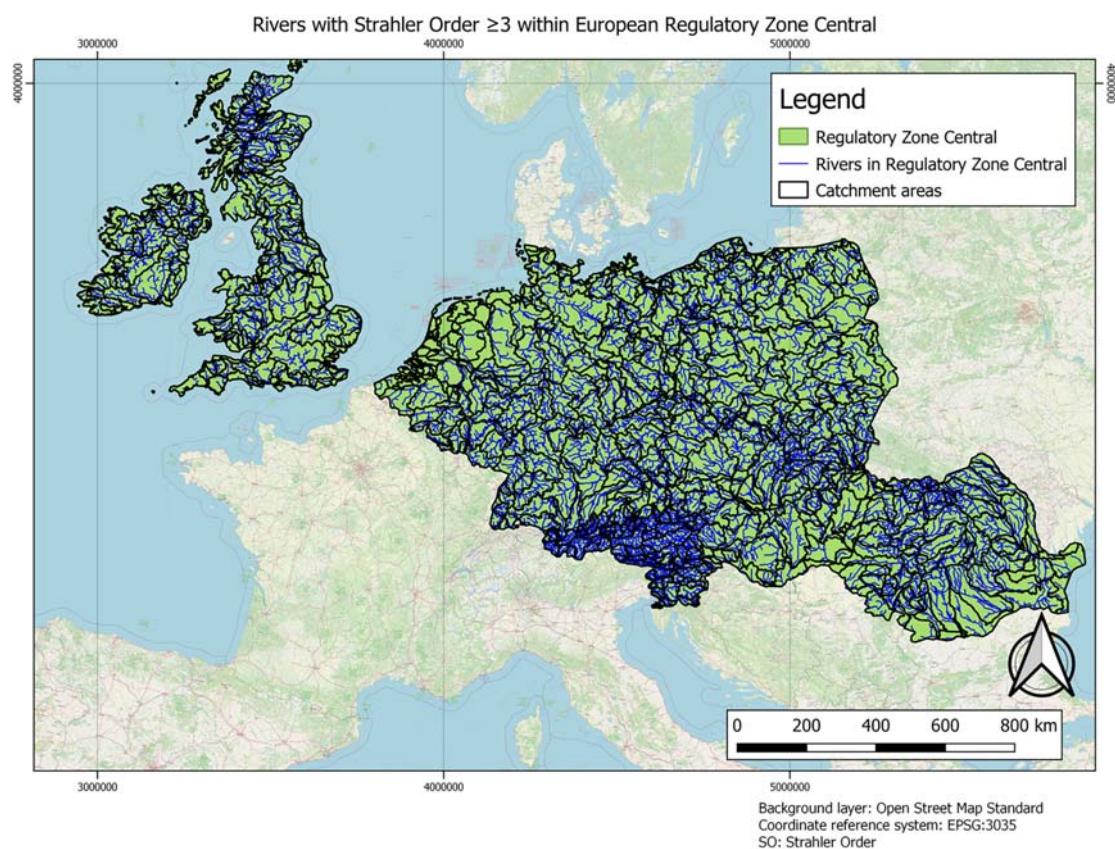 Rivers with Strahler Order ≥3 within European Regulatory Zone Central
3000000
4000000
5000000
4000000
4000000
Legend
Regulatory Zone Central
Rivers in Regulatory Zone Central
Catchment areas
0 200 400 600 800 km
3000000
4000000
5000000
Background layer: Open Street Map Standard
Coordinate reference system: EPSG:3035
SO: Strahler Order